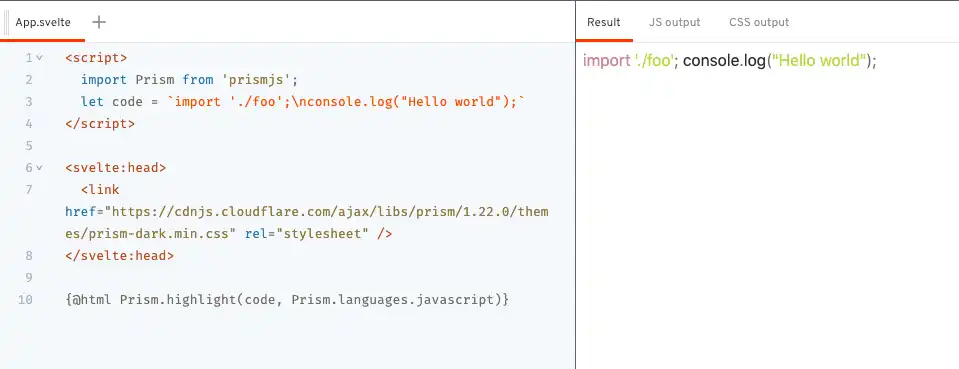 App.svelte +
1 <script>
2 import Prism from 'prismjs';
3 let code = `import './foo';\nconsole.log("Hello world");`
4 </script>
5
6 <svelte:head>
7 <link
href="https://cdnjs.cloudflare.com/ajax/libs/prism/1.22.0/them
es/prism-dark.min.css" rel="stylesheet" />
8 </svelte:head>
9
10 {@html Prism.highlight(code, Prism.languages.javascript)}
Result JS output CSS output
import './foo'; console.log("Hello world");